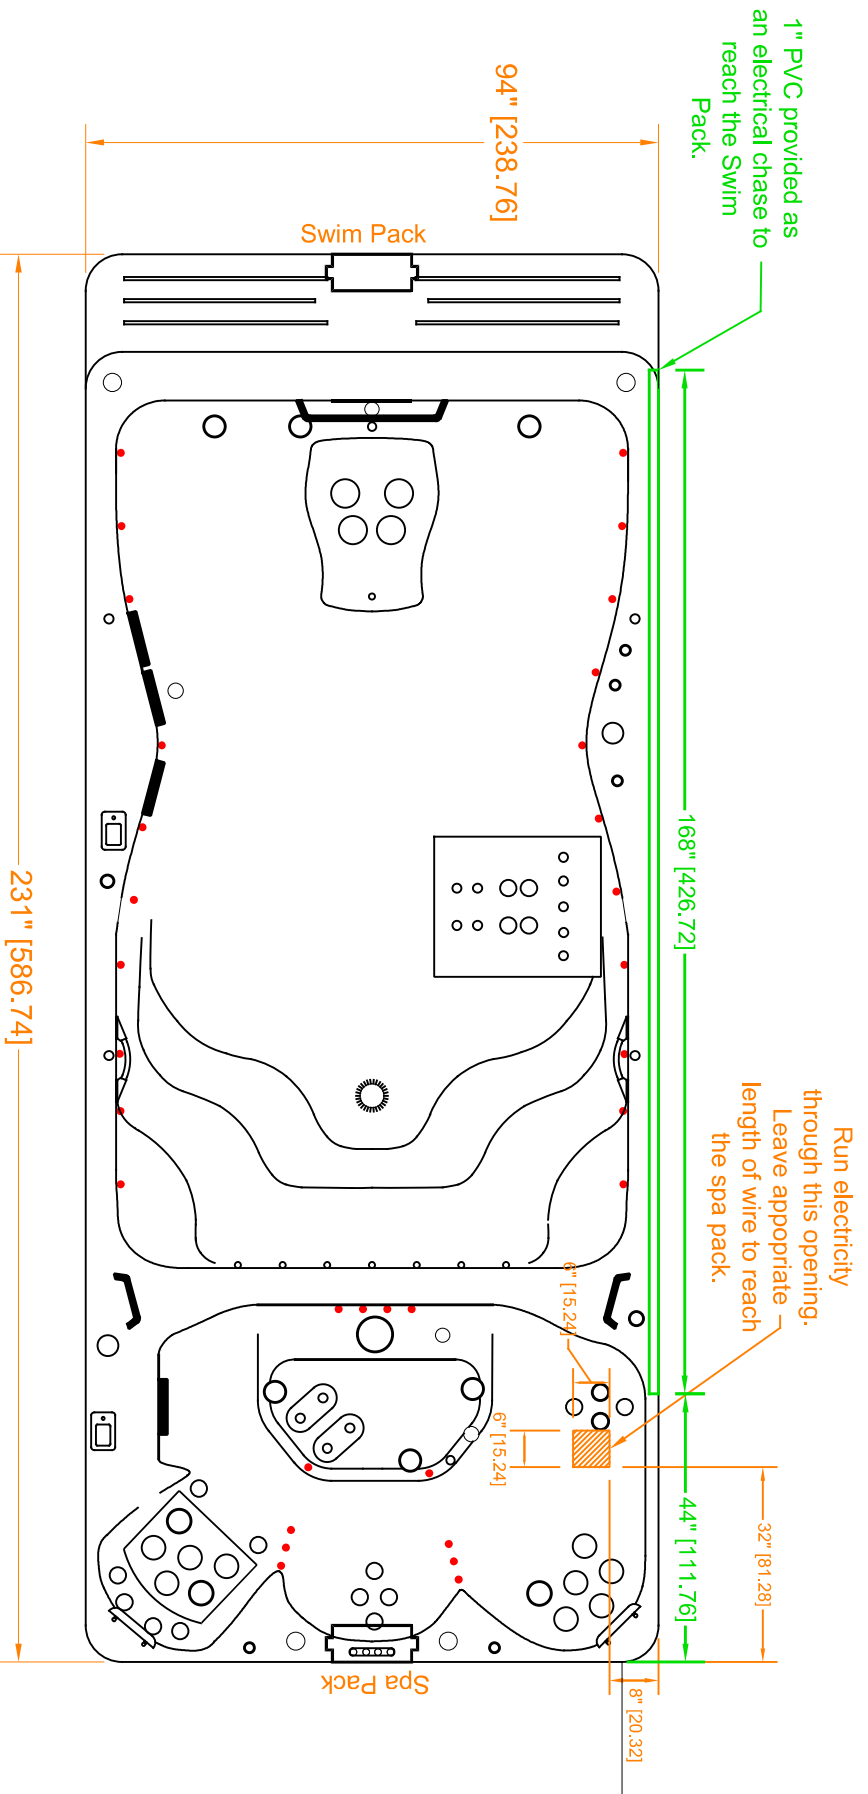 1" PVC provided as
an electrical chase to
reach the Swim
Pack.
94" [238.76]
Swim Pack
168" [426.72]
231" [586.74]
Run electricity
through this opening.
Leave appopriate
length of wire to reach
the spa pack.
6" [15.24]
6" [15.24]
44" [111.76]
32" [81.28]
8" [20.32]
Spa Pack